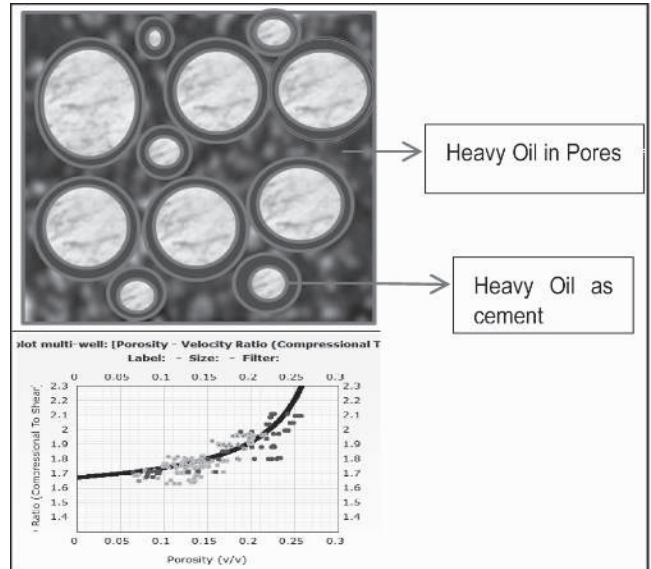 Heavy Oil in Pores
Heavy Oil as
cement
lot multi-well: [Porosity - Velocity Ratio (Compressional T
Label: - Size: - Filter:
0 0.05 0.1 0.15 0.2 0.25 0.3
2.3 2.3
2.2 2.2
2.1 2.1
2 2
1.9 1.9
1.8 1.8
1.7 1.7
1.6 1.6
1.5 1.5
1.4 1.4
Ratio (Compressional To Shear)
0 0.05 0.1 0.15 0.2 0.25 0.3
Porosity (v/v)